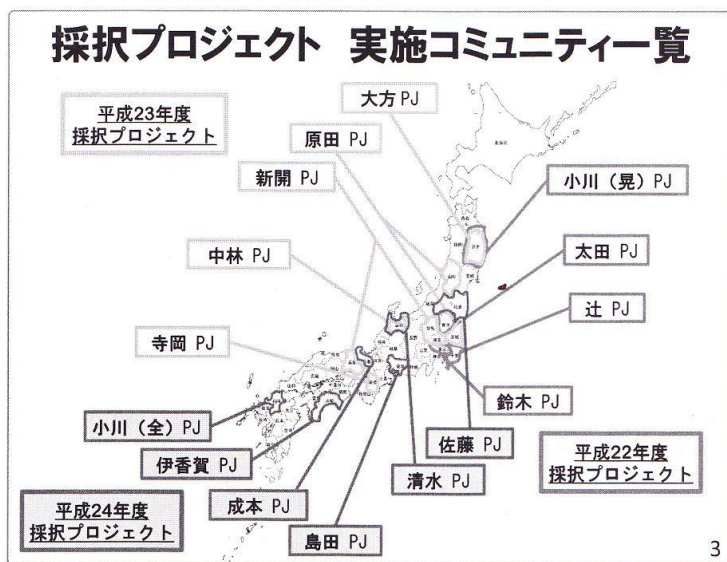 採択プロジェクト 実施コミュニティ一覧
平成23年度
採択プロジェクト
大方 PJ
原田 PJ
新開 PJ
小川（晃）PJ
中林 PJ
太田 PJ
辻 PJ
寺岡 PJ
鈴木 PJ
小川（全）PJ
佐藤 PJ
平成22年度
採択プロジェクト
伊香賀 PJ
清水 PJ
成本 PJ
平成24年度
採択プロジェクト
島田 PJ
3